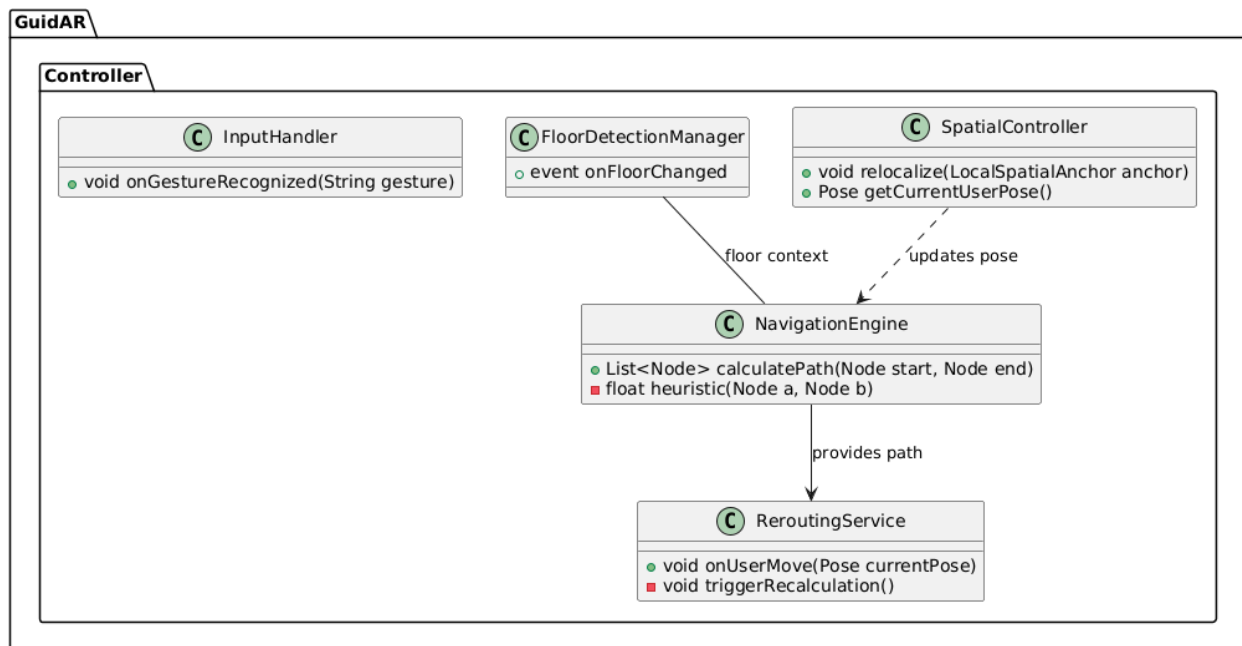 GuidAR
Controller
C InputHandler
void onGestureRecognized(String gesture)
C FloorDetectionManager
event onFloorChanged
C SpatialController
void relocalize(LocalSpatialAnchor anchor)
Pose getCurrentUserPose()
floor context
updates pose
C NavigationEngine
List<Node> calculatePath(Node start, Node end)
float heuristic(Node a, Node b)
provides path
C ReroutingService
void onUserMove(Pose currentPose)
void triggerRecalculation()